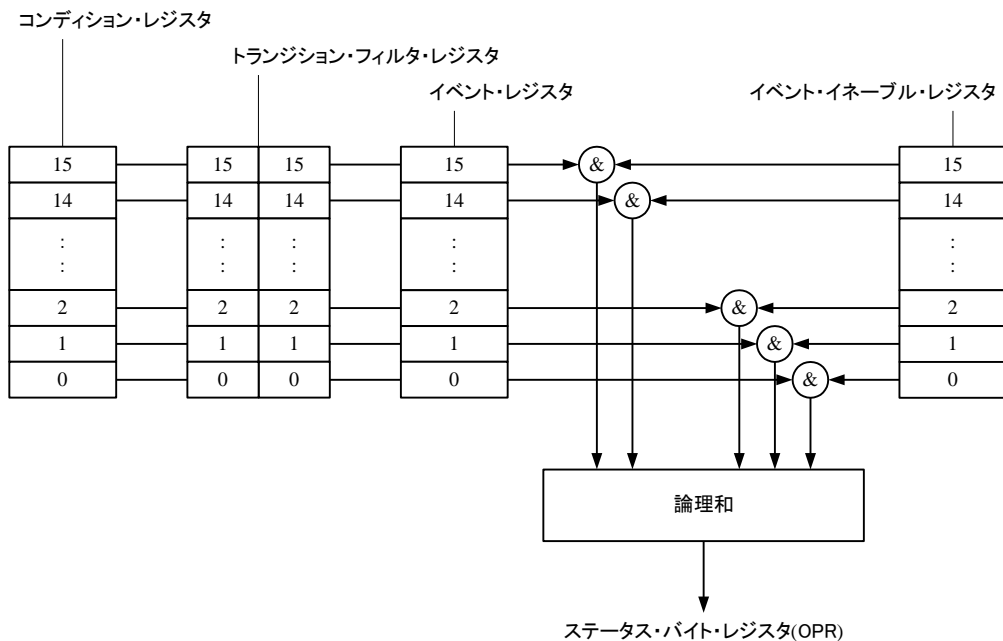 コンディション・レジスタ
トランジション・フィルタ・レジスタ
イベント・レジスタ
イベント・イネーブル・レジスタ
15 15 15 15 & 15
14 14 14 14 & 14
: : : : :
: : : : :
2 2 2 2 & 2
1 1 1 1 & 1
0 0 0 0 & 0
論理和
ステータス・バイト・レジスタ(OPR)